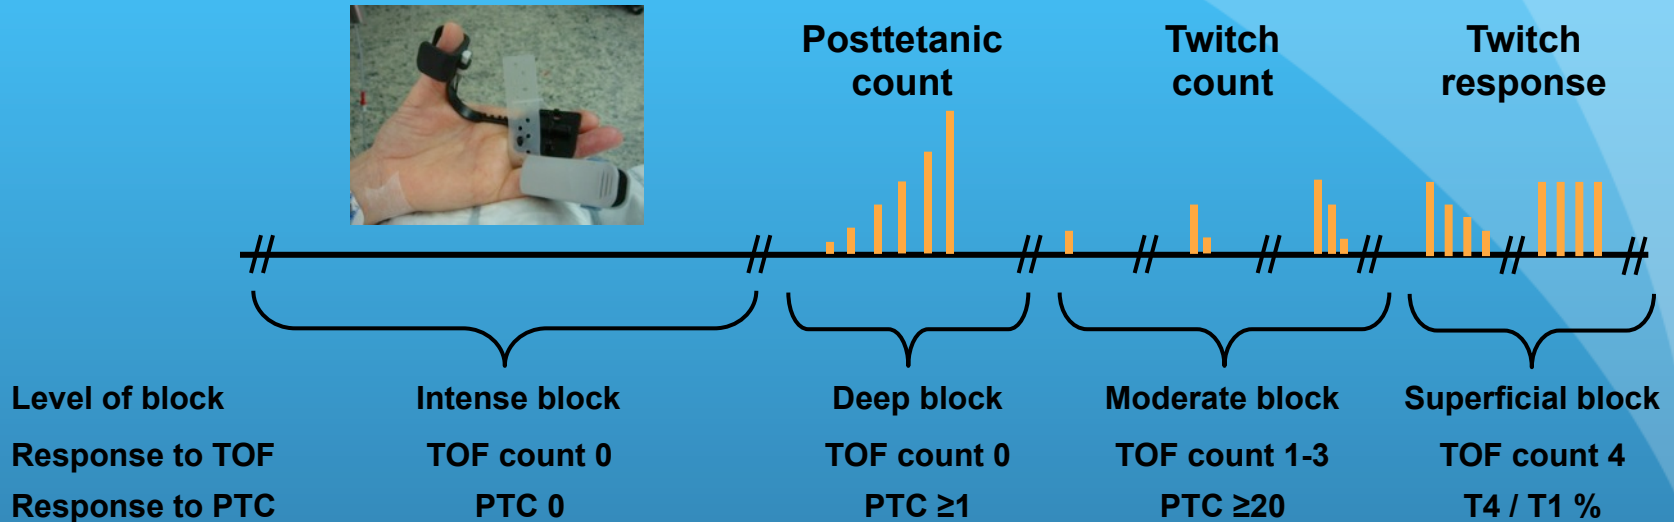 Posttetanic
count
Twitch
count
Twitch
response
Level of block Intense block Deep block Moderate block Superficial block
Response to TOF TOF count 0 TOF count 0 TOF count 1-3 TOF count 4
Response to PTC PTC 0 PTC ≥1 PTC ≥20 T4 / T1 %